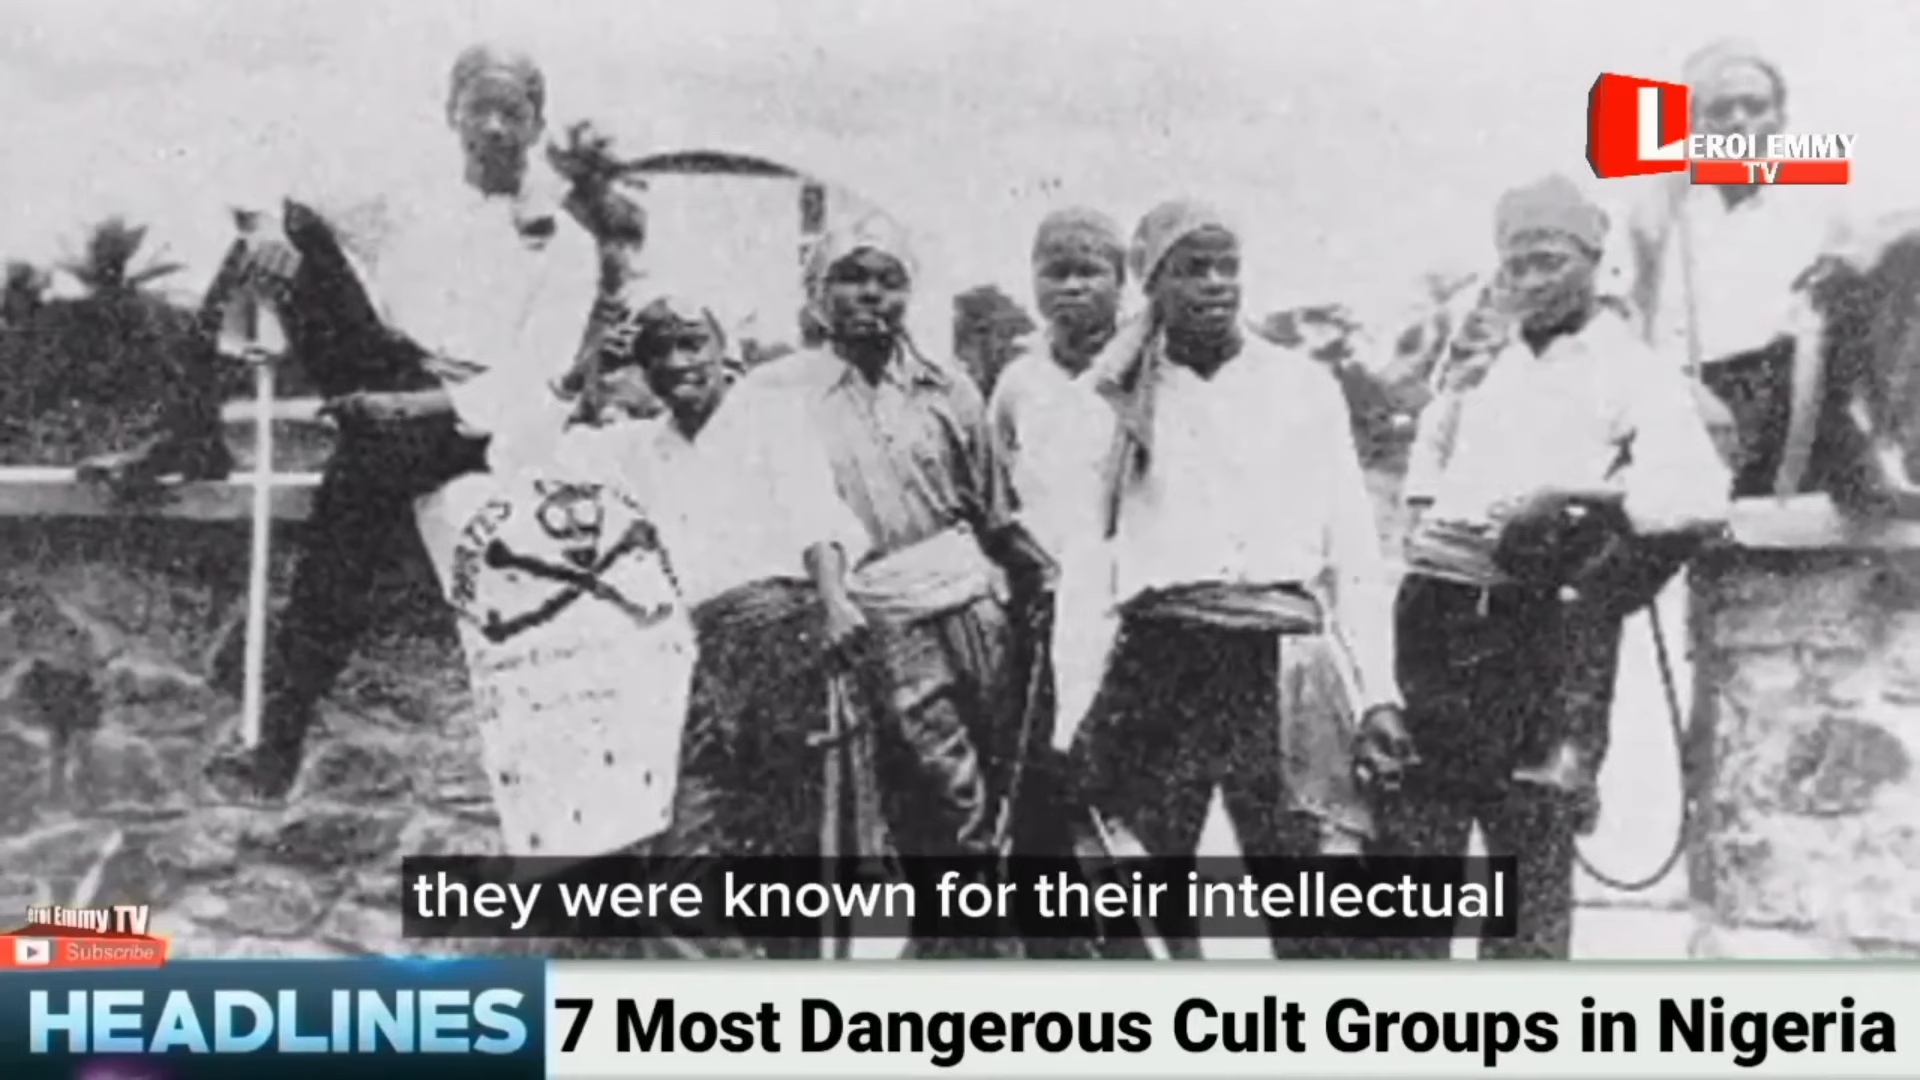 LEROI EMMY
TV
they were known for their intellectual
eroi Emmy TV
Subscribe
HEADLINES
7 Most Dangerous Cult Groups in Nigeria